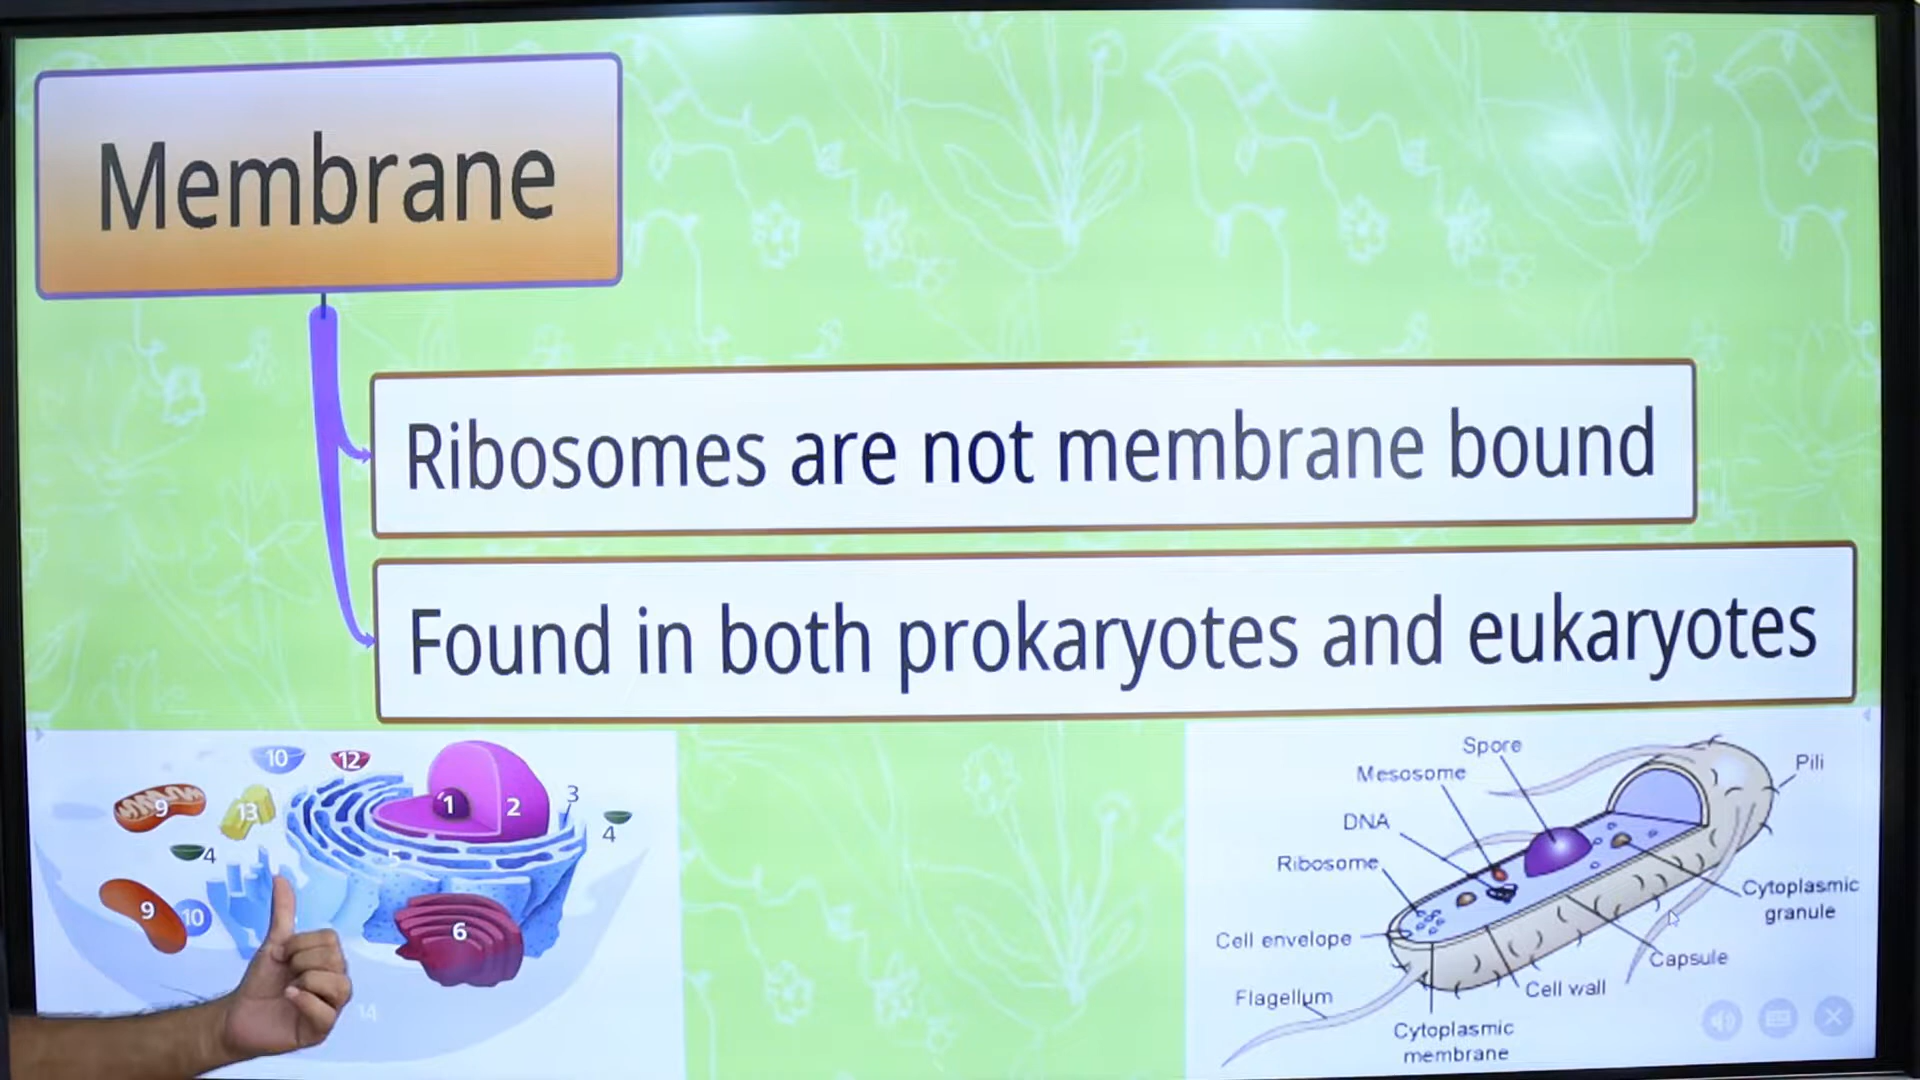 Membrane
Ribosomes are not membrane bound
Found in both prokaryotes and eukaryotes
10
12
9
13
1
2
3
4
4
5
9
10
6
14
Spore
Mesosome
Pili
DNA
Ribosome
Cytoplasmic
granule
Cell envelope
Capsule
Cell wall
Flagellum
Cytoplasmic
membrane